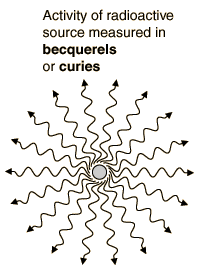 Activity of radioactive
source measured in
becquerels
or curies